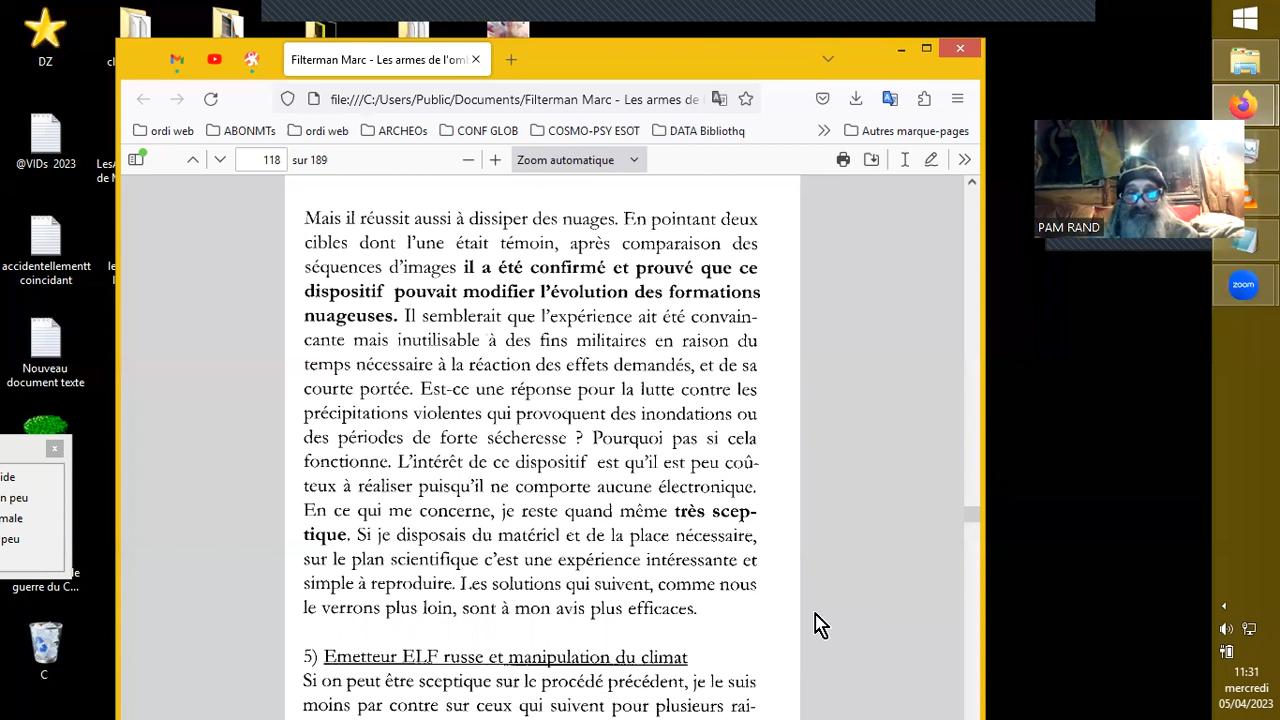 DZ
@VIDs 2023
accidentellementt
coincidant
Nouveau
document texte
ide
n peu
male
peu
guerre du C...
C
Filterman Marc - Les armes de l'oml
file:///C:/Users/Public/Documents/Filterman Marc - Les armes de
ordi web
ABONMTs
ordi web
ARCHEOs
CONF GLOB
COSMO-PSY ESOT
DATA Bibliothq
Autres marque-pages
118 sur 189
Zoom automatique
Mais il réussit aussi à dissiper des nuages. En pointant deux
cibles dont l'une était témoin, après comparaison des
séquences d'images il a été confirmé et prouvé que ce
dispositif pouvait modifier l'évolution des formations
nuageuses. Il semblerait que l'expérience ait été convain-
cante mais inutilisable à des fins militaires en raison du
temps nécessaire à la réaction des effets demandés, et de sa
courte portée. Est-ce une réponse pour la lutte contre les
précipitations violentes qui provoquent des inondations ou
des périodes de forte sécheresse ? Pourquoi pas si cela
fonctionne. L'intérêt de ce dispositif est qu'il est peu coû-
teux à réaliser puisqu'il ne comporte aucune électronique.
En ce qui me concerne, je reste quand même très scep-
tique. Si je disposais du matériel et de la place nécessaire,
sur le plan scientifique c'est une expérience intéressante et
simple à reproduire. Les solutions qui suivent, comme nous
le verrons plus loin, sont à mon avis plus efficaces.
5) Emetteur ELF russe et manipulation du climat
Si on peut être sceptique sur le procédé précédent, je le suis
moins par contre sur ceux qui suivent pour plusieurs rai-
PAM RAND
zoom
11:31
mercredi
05/04/2023